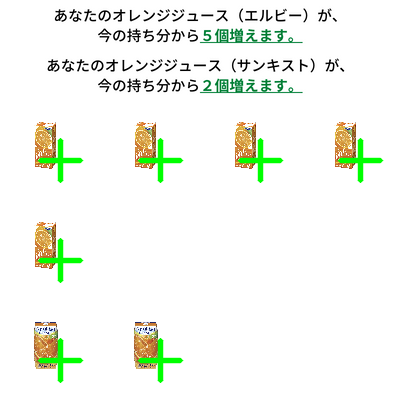 あなたのオレンジジュース（エルビー）が、
今の持ち分から５個増えます。
あなたのオレンジジュース（サンキスト）が、
今の持ち分から２個増えます。